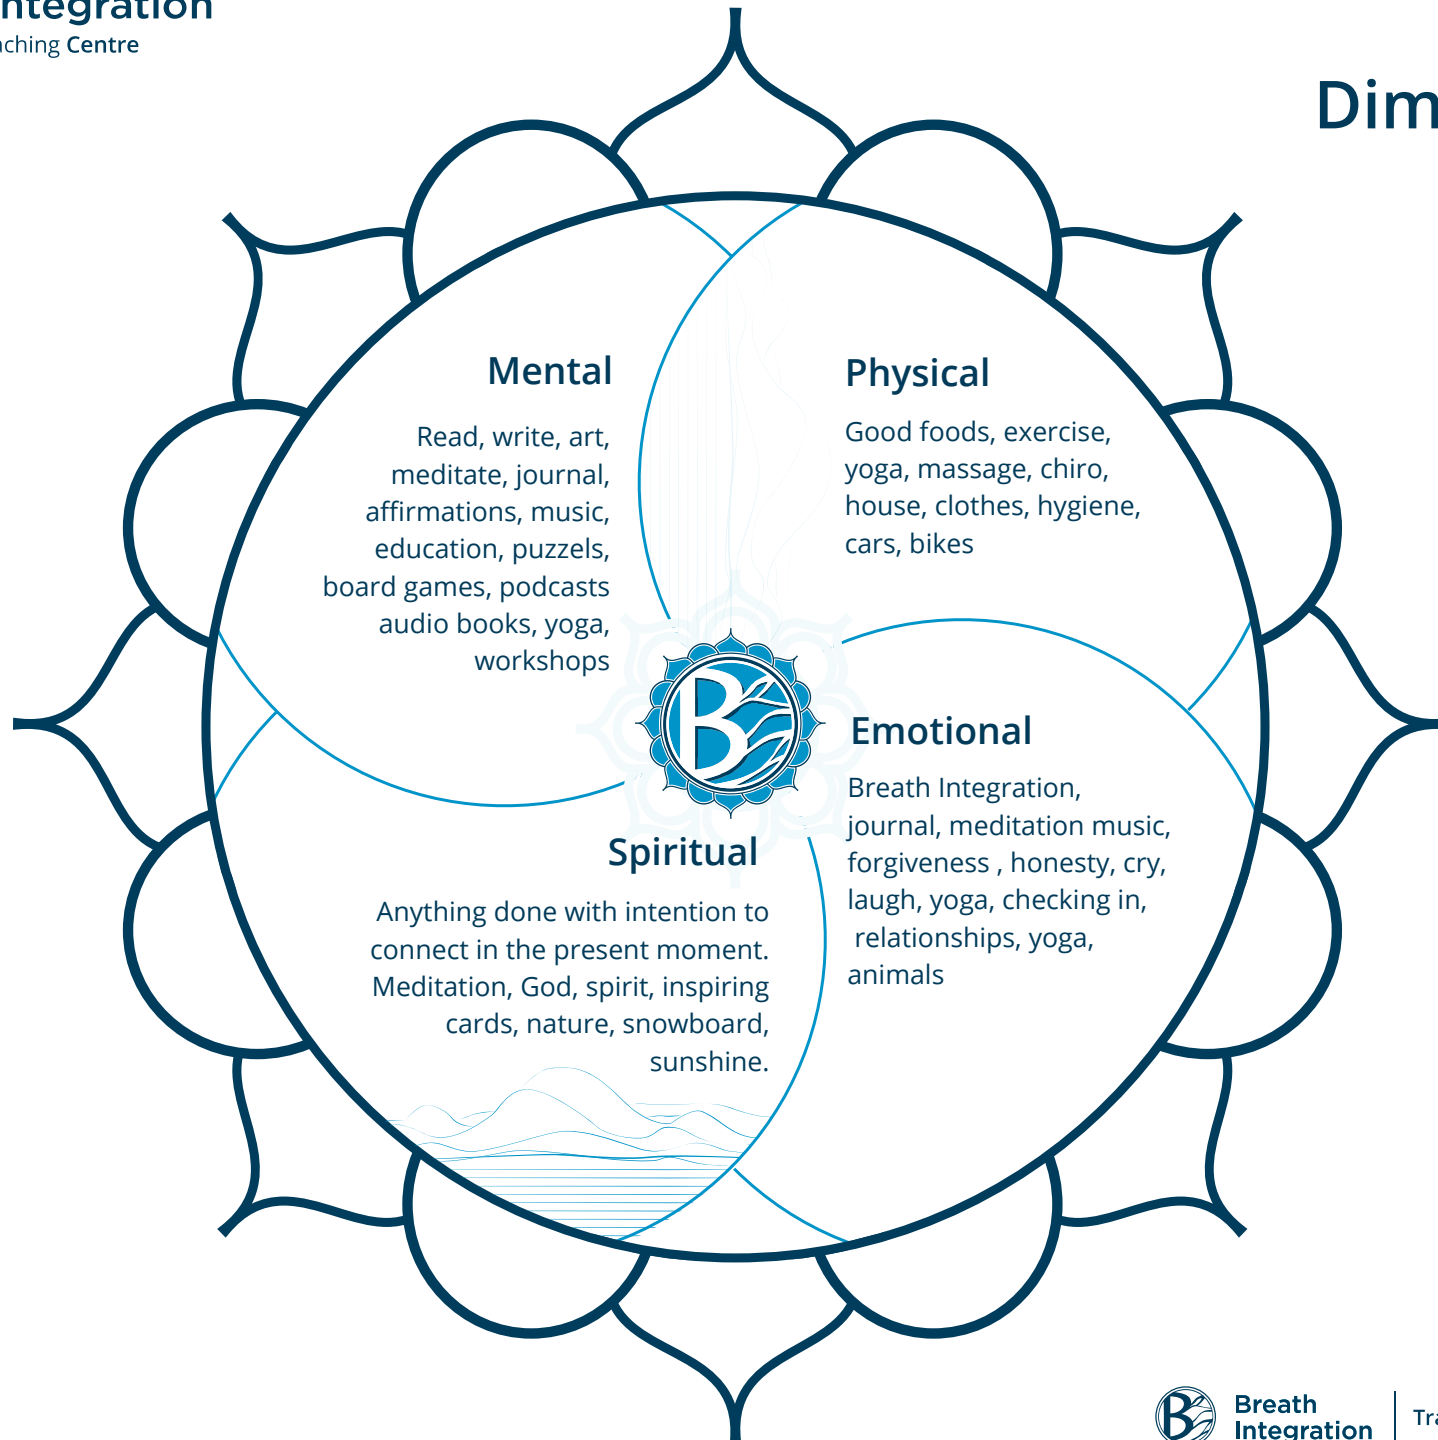 ntegration
aching Centre
Dim
Mental
Read, write, art,
meditate, journal,
affirmations, music,
education, puzzels,
board games, podcasts
audio books, yoga,
workshops
Physical
Good foods, exercise,
yoga, massage, chiro,
house, clothes, hygiene,
cars, bikes
B
Emotional
Breath Integration,
journal, meditation music,
forgiveness , honesty, cry,
laugh, yoga, checking in,
relationships, yoga,
animals
Spiritual
Anything done with intention to
connect in the present moment.
Meditation, God, spirit, inspiring
cards, nature, snowboard,
sunshine.
B
Breath
Integration
Tra